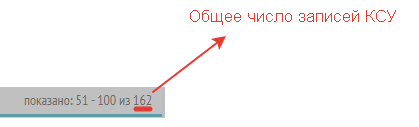 Общее число записей КСУ
показано: 51 - 100 из 162